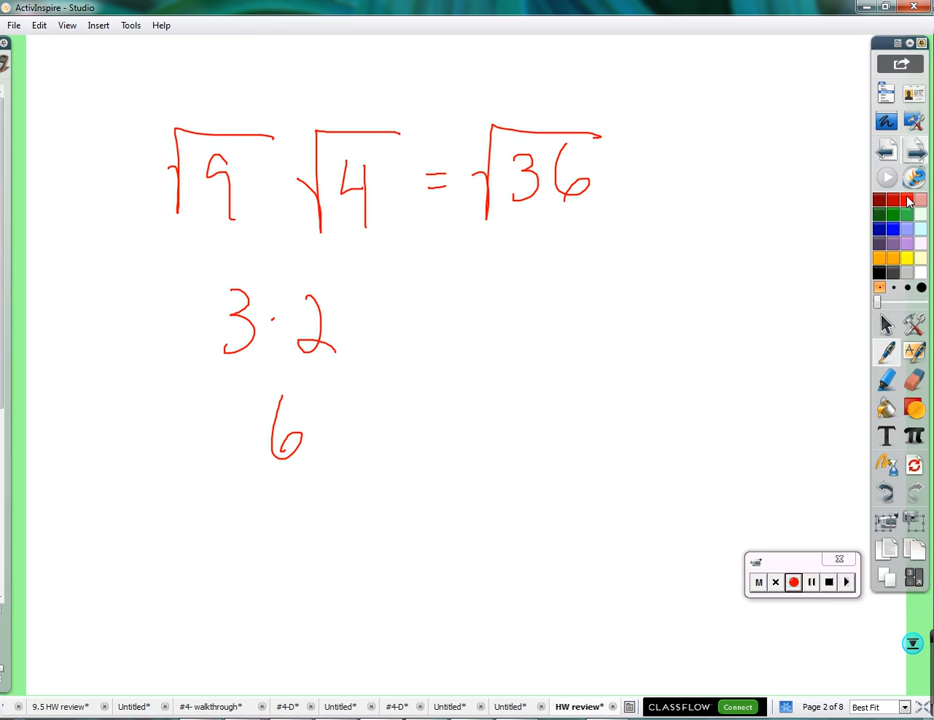 ActivInspire - Studio
File Edit View Insert Tools Help
√9 √4 = √36
3 · 2
6
M
T π
9.5 HW review* Untitled* #4- walkthrough* #4-D* Untitled* #4-D* Untitled* Untitled* HW review* CLASSFLOW Connect Page 2 of 8 Best Fit